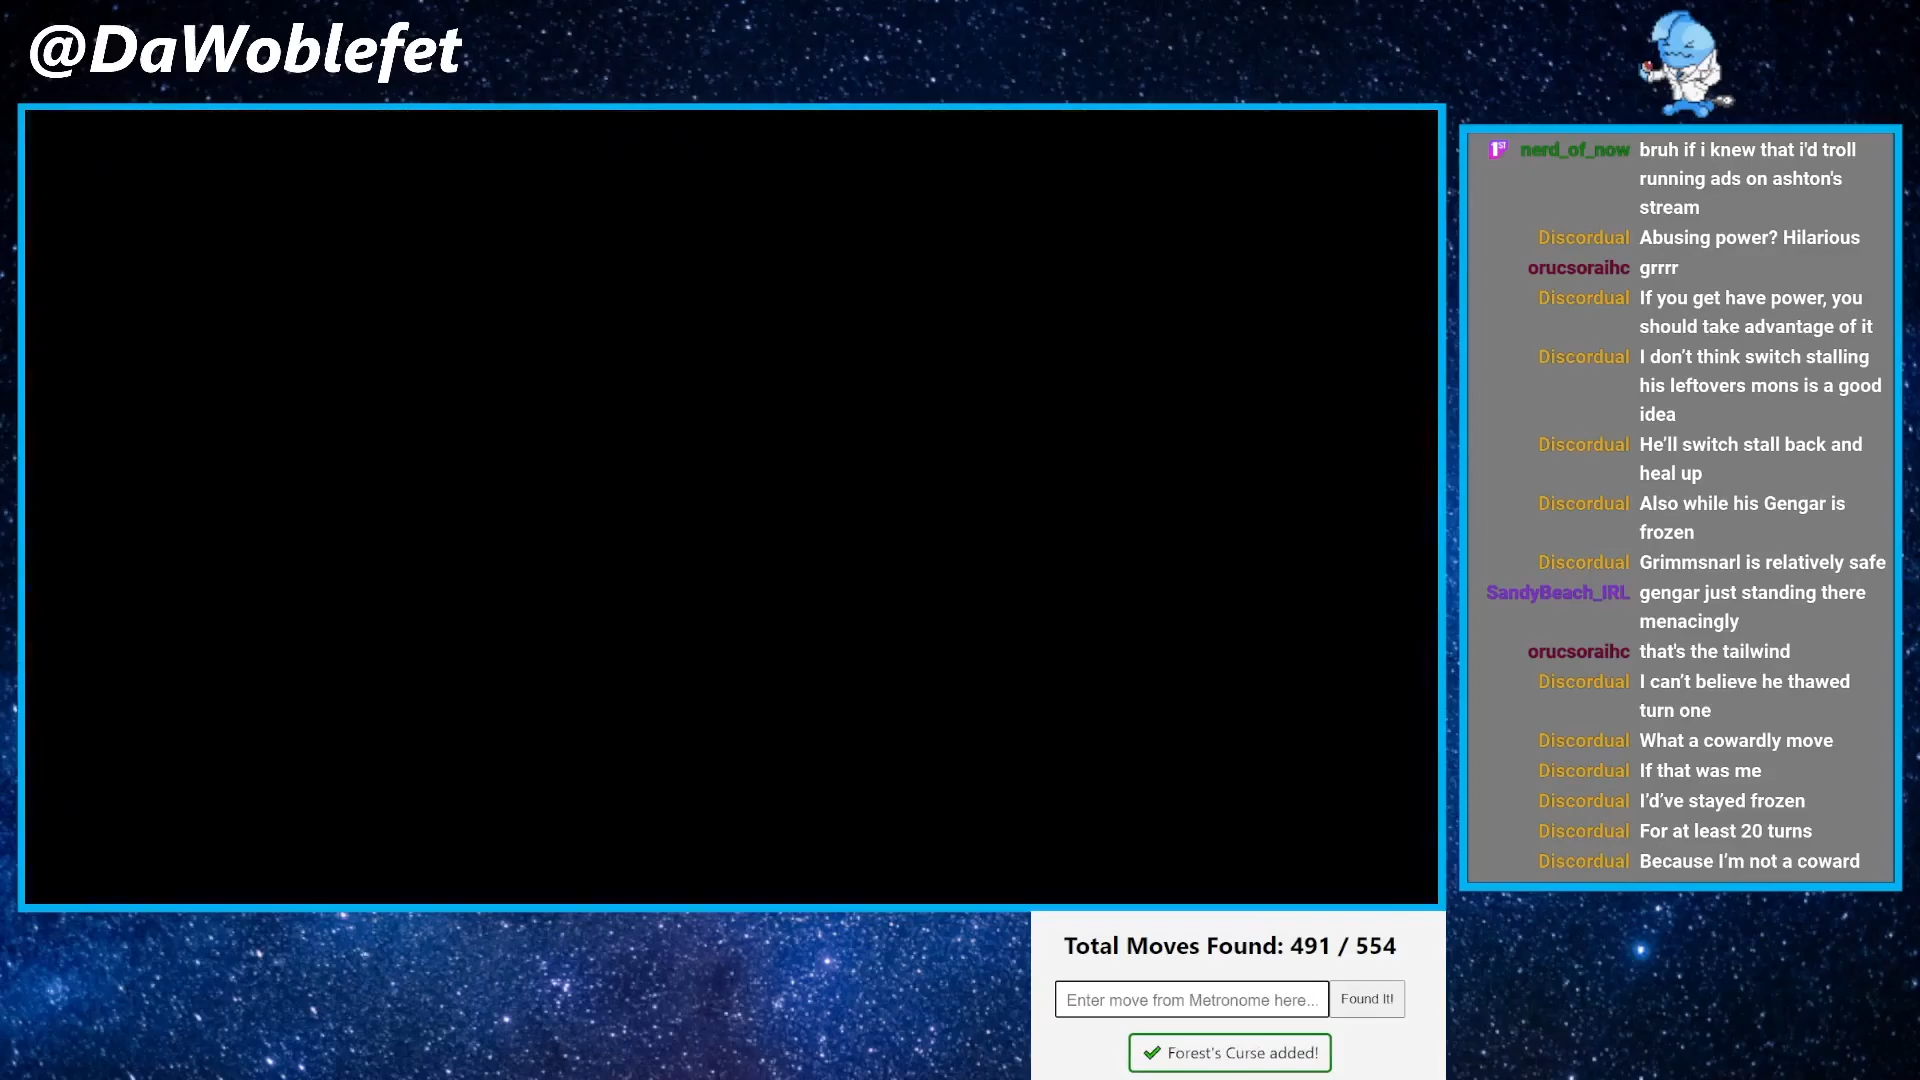 @DaWoblefet
1ST nerd_of_now bruh if i knew that i'd troll
running ads on ashton's
stream
Discordual Abusing power? Hilarious
orucsoraihc grrrr
Discordual If you get have power, you
should take advantage of it
Discordual I don’t think switch stalling
his leftovers mons is a good
idea
Discordual He’ll switch stall back and
heal up
Discordual Also while his Gengar is
frozen
Discordual Grimmsnarl is relatively safe
SandyBeach_IRL gengar just standing there
menacingly
orucsoraihc that's the tailwind
Discordual I can’t believe he thawed
turn one
Discordual What a cowardly move
Discordual If that was me
Discordual I’d’ve stayed frozen
Discordual For at least 20 turns
Discordual Because I’m not a coward
Total Moves Found: 491 / 554
Enter move from Metronome here... Found It!
Forest's Curse added!